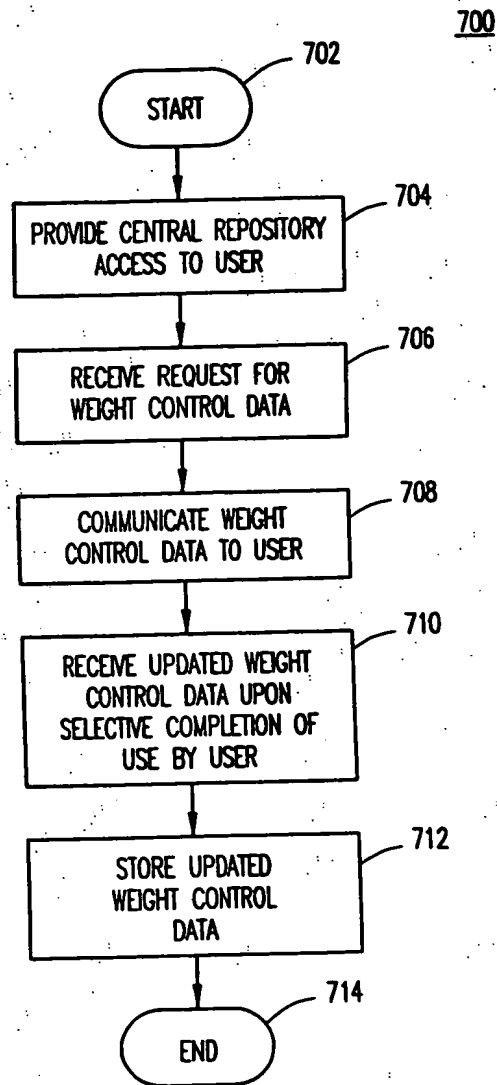 700
702
START
704
PROVIDE CENTRAL REPOSITORY
ACCESS TO USER
706
RECEIVE REQUEST FOR
WEIGHT CONTROL DATA
708
COMMUNICATE WEIGHT
CONTROL DATA TO USER
710
RECEIVE UPDATED WEIGHT
CONTROL DATA UPON
SELECTIVE COMPLETION OF
USE BY USER
712
STORE UPDATED
WEIGHT CONTROL
DATA
714
END